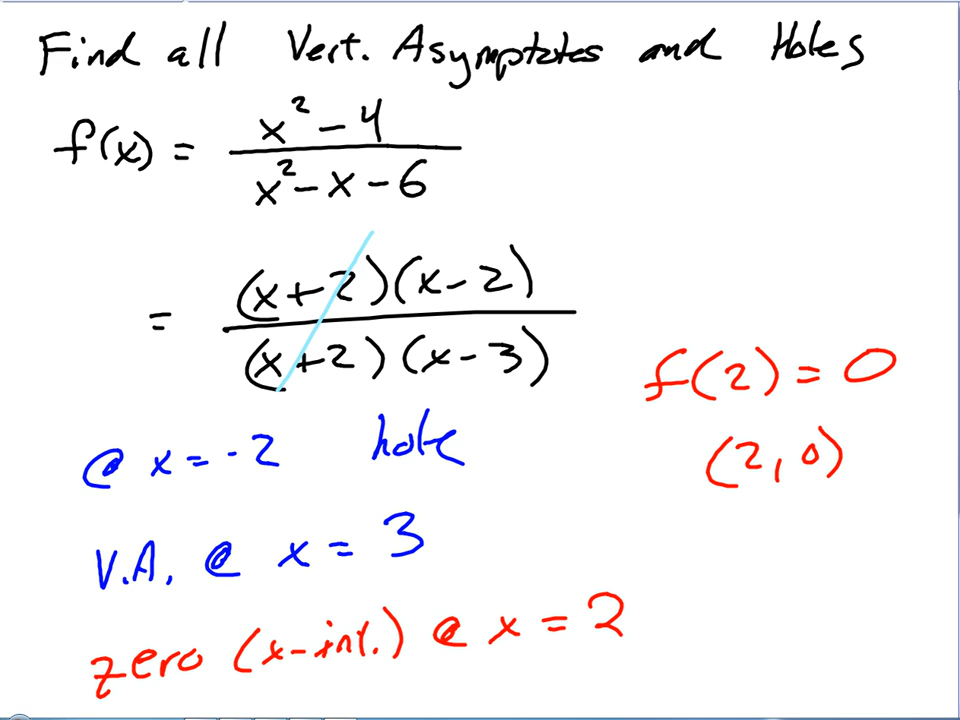 Find all Vert. Asymptotes and Holes
f(x) = x² - 4 / x² - x - 6
= (x+2)(x-2) / (x+2)(x-3)
f(2) = 0
@ x = -2 hole
(2,0)
V.A. @ x = 3
zero (x-int.) @ x = 2